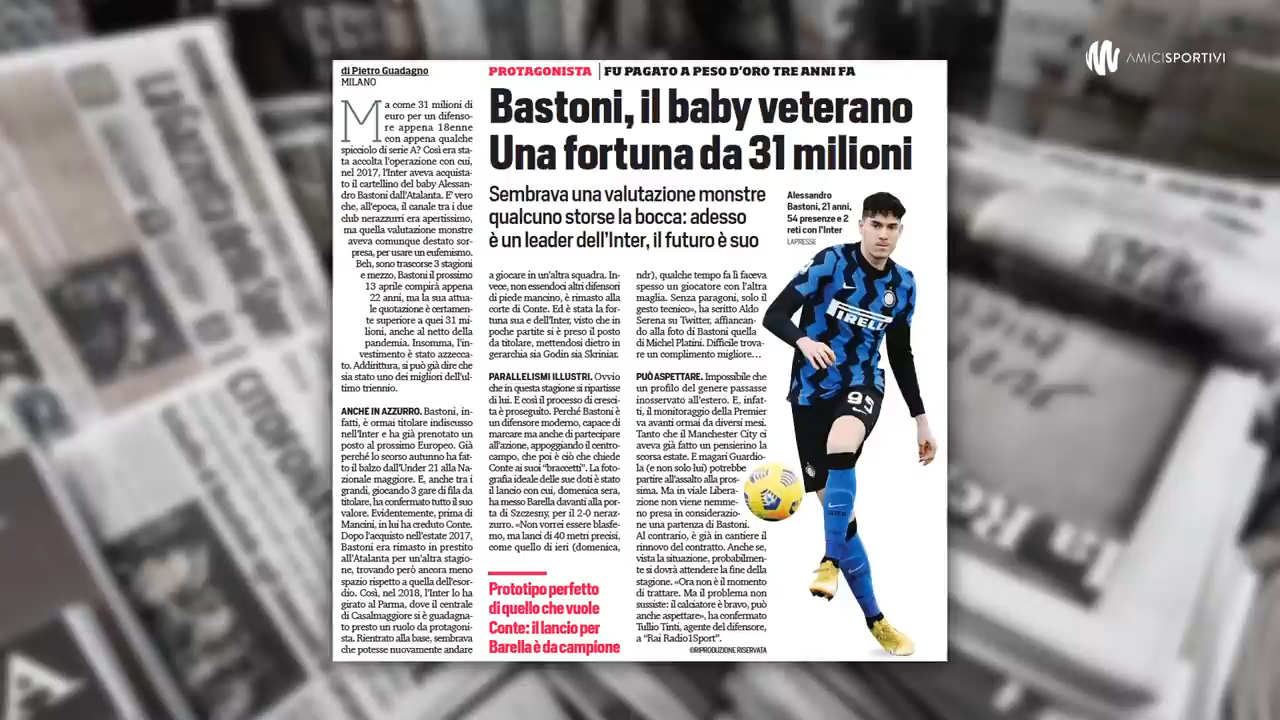 AMICISPORTIVI
di Pietro Guadagno
MILANO
PROTAGONISTA FU PAGATO A PESO D'ORO TRE ANNI FA
Bastoni, il baby veterano
Una fortuna da 31 milioni
Sembrava una valutazione monstre
qualcuno storse la bocca: adesso
è un leader dell'Inter, il futuro è suo
Alessandro
Bastoni, 21 anni,
54 presenze e 2
reti con l'Inter
LAPRESSE
Ma come 31 milioni di
euro per un difenso-
re appena 18enne
con appena qualche
spicciolo di serie A? Così era sta-
ta accolta l'operazione con cui,
nel 2017, l'Inter aveva acquista-
to il cartellino del baby Alessan-
dro Bastoni dall'Atalanta. E' vero
che, all'epoca, il canale tra i due
club nerazzurri era apertissimo,
ma quella valutazione monstre
aveva comunque destato sor-
presa, per usare un eufemismo.
Beh, sono trascorse 3 stagioni
e mezzo, Bastoni il prossimo
13 aprile compirà appena
22 anni, ma la sua attua-
le quotazione è certamen-
te superiore a quei 31 mi-
lioni, anche al netto della
pandemia. Insomma, l'in-
vestimento è stato azzecca-
to. Addirittura, si può già dire che
sia stato uno dei migliori dell'ul-
timo triennio.
ANCHE IN AZZURRO. Bastoni, in-
fatti, è ormai titolare indiscusso
nell'Inter e ha già prenotato un
posto al prossimo Europeo. Già
perché lo scorso autunno ha fat-
to il balzo dall'Under 21 alla Na-
zionale maggiore. E, anche tra i
grandi, giocando 3 gare di fila da
titolare, ha confermato tutto il suo
valore. Evidentemente, prima di
Mancini, in lui ha creduto Conte.
Dopo l'acquisto nell'estate 2017,
Bastoni era rimasto in prestito
all'Atalanta per un'altra stagio-
ne, trovando però ancora meno
spazio rispetto a quella dell'esor-
dio. Così, nel 2018, l'Inter lo ha
girato al Parma, dove il centrale
di Casalmaggiore si è guadagna-
to presto un ruolo da protagoni-
sta. Rientrato alla base, sembrava
che potesse nuovamente andare
a giocare in un'altra squadra. In-
vece, non essendoci altri difensori
di piede mancino, è rimasto alla
corte di Conte. Ed è stata la for-
tuna sua e dell'Inter, visto che in
poche partite si è preso il posto
da titolare, mettendosi dietro in
gerarchia sia Godin sia Skriniar.
PARALLELISMI ILLUSTRI. Ovvio
che in questa stagione si ripartisse
di lui. E così il processo di cresci-
ta è proseguito. Perché Bastoni è
un difensore moderno, capace di
marcare ma anche di partecipare
all'azione, appoggiando il centro-
campo, che poi è ciò che chiede
Conte ai suoi "braccetti". La foto-
grafia ideale delle sue doti è stato
il lancio con cui, domenica sera,
ha messo Barella davanti alla por-
ta di Szczesny, per il 2-0 neraz-
zurro. «Non vorrei essere blasfe-
mo, ma lanci di 40 metri precisi,
come quello di ieri (domenica,
Prototipo perfetto
di quello che vuole
Conte: il lancio per
Barella è da campione
ndr), qualche tempo fa lì faceva
spesso un giocatore con l'altra
maglia. Senza paragoni, solo il
gesto tecnico», ha scritto Aldo
Serena su Twitter, affiancan-
do alla foto di Bastoni quella
di Michel Platini. Difficile trova-
re un complimento migliore...
PUÒ ASPETTARE. Impossibile che
un profilo del genere passasse
inosservato all'estero. E, infat-
ti, il monitoraggio della Premier
va avanti ormai da diversi mesi.
Tanto che il Manchester City ci
aveva già fatto un pensierino la
scorsa estate. E magari Guardio-
la (e non solo lui) potrebbe
partire all'assalto alla pros-
sima. Ma in viale Libera-
zione non viene nemme-
no presa in considerazio-
ne una partenza di Bastoni.
Al contrario, è già in cantiere il
rinnovo del contratto. Anche se,
vista la situazione, probabilmen-
te si dovrà attendere la fine della
stagione. «Ora non è il momento
di trattare. Ma il problema non
sussiste: il calciatore è bravo, può
anche aspettare», ha confermato
Tullio Tinti, agente del difensore,
a "Rai Radio1Sport".
©RIPRODUZIONE RISERVATA
PIRELLI
95